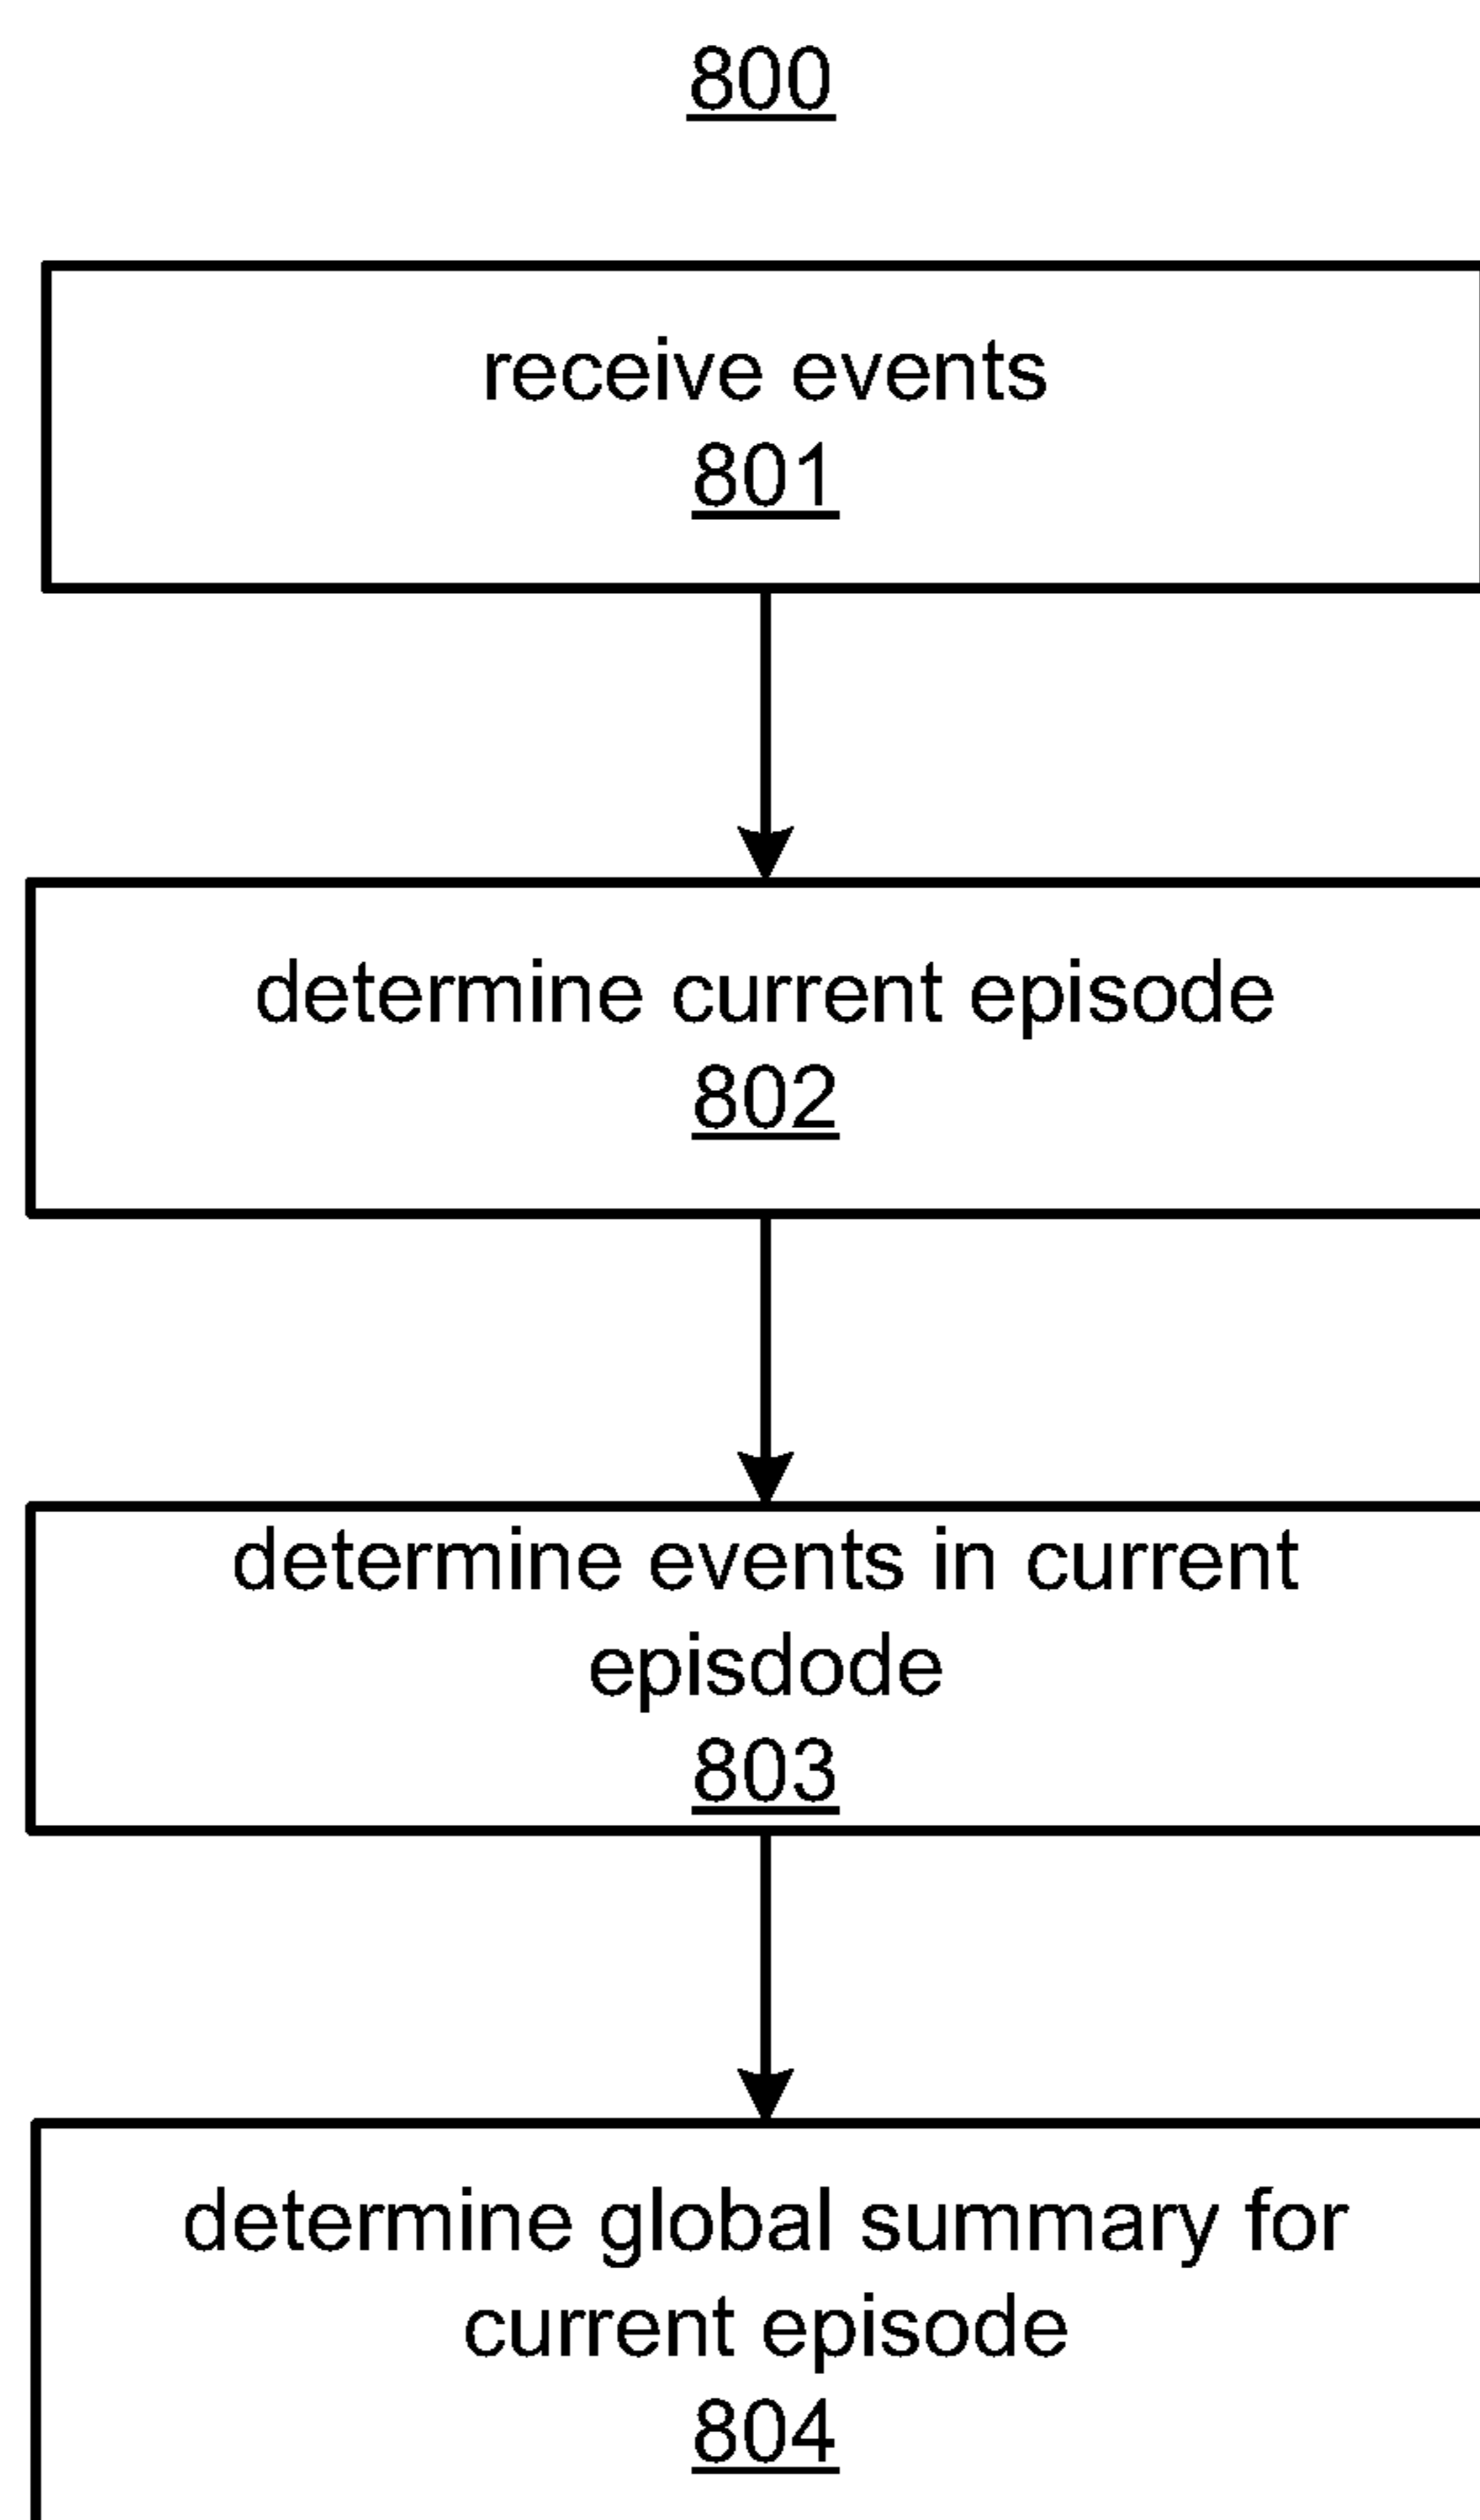 800
receive events
801
determine current episode
802
determine events in current
episdode
803
determine global summary for
current episode
804